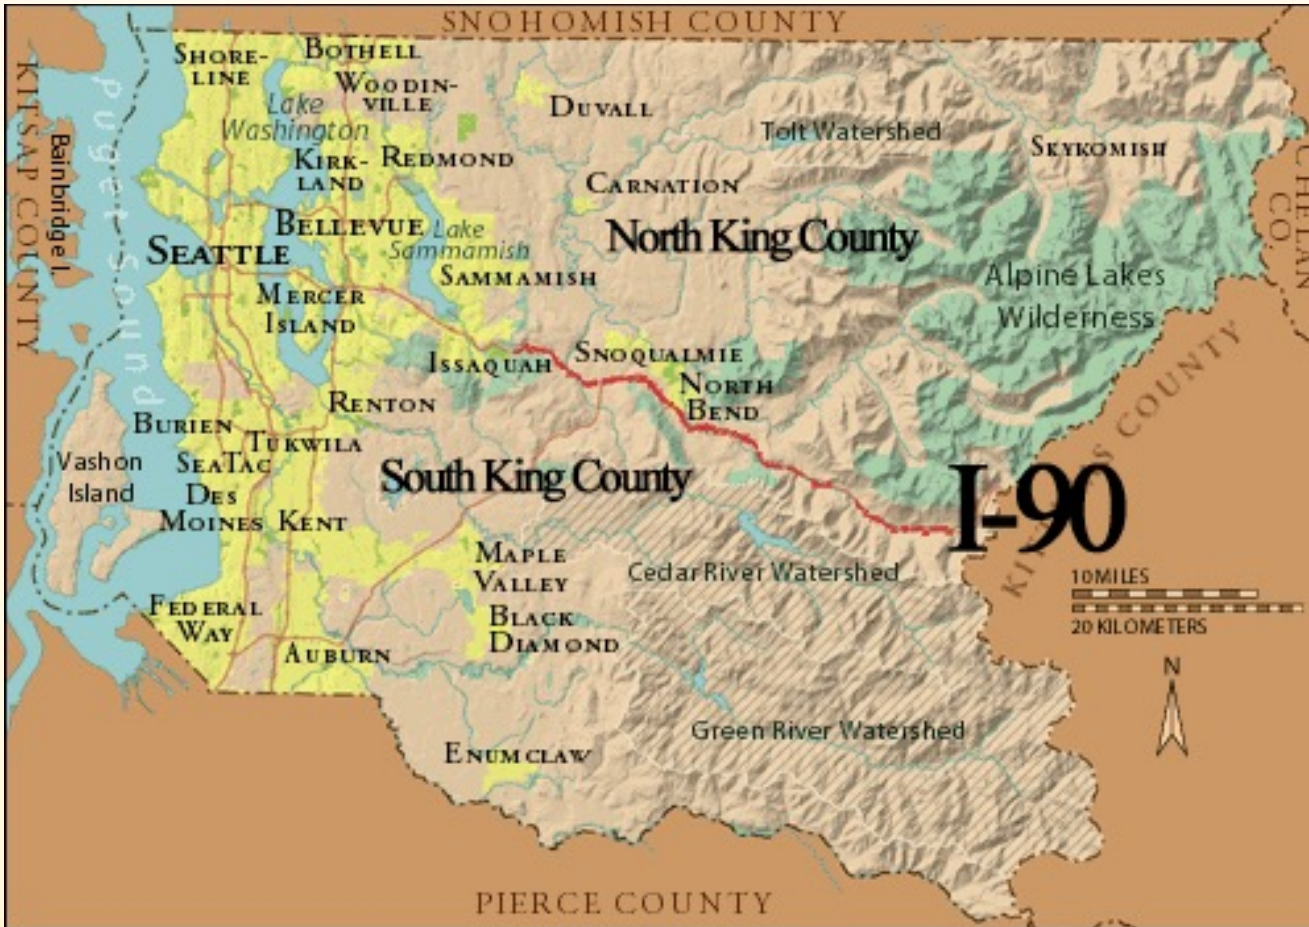 SNOHOMISH COUNTY
SHORE-
LINE
BOTHELL
WOODIN-
VILLE
Lake
Washington
DUVALL
Tolt Watershed
SKYKOMISH
KITSAP COUNTY
Bainbridge I.
Puget Sound
KIRK-
LAND
REDMOND
CARNATION
CHELAN
CO.
BELLEVUE
Lake
Sammamish
North King County
SEATTLE
SAMMAMISH
Alpine Lakes
Wilderness
MERCER
ISLAND
ISSAQUAH
SNOQUALMIE
NORTH
BEND
RENTON
BURIEN
TUKWILA
SEATAC
Vashon
Island
South King County
DES
MOINES
KENT
I-90
COUNTY
MAPLE
VALLEY
Cedar River Watershed
10 MILES
20 KILOMETERS
FEDERAL
WAY
BLACK
DIAMOND
AUBURN
N
Green River Watershed
ENUMCLAW
PIERCE COUNTY